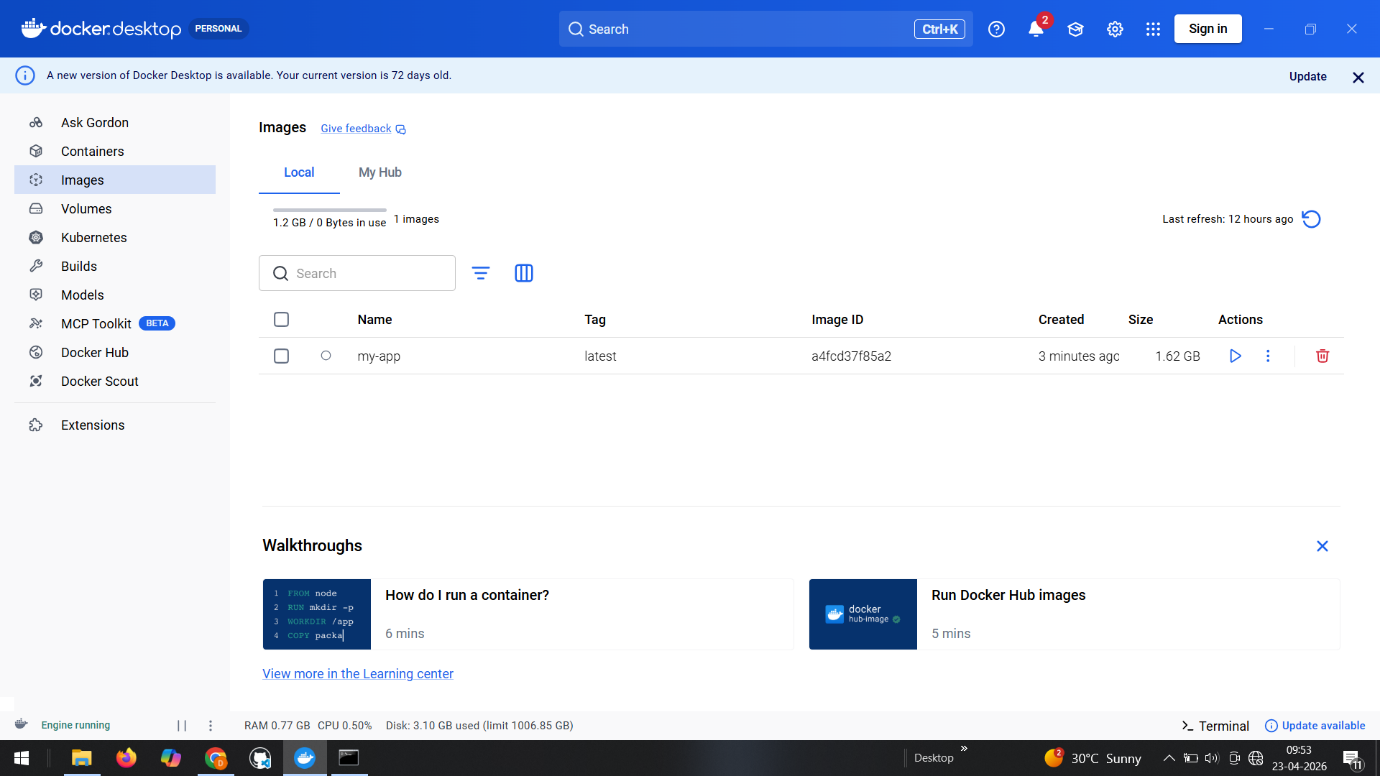 docker.desktop PERSONAL
Search Ctrl+K
2
Sign in
A new version of Docker Desktop is available. Your current version is 72 days old.
Update
Ask Gordon
Containers
Images
Volumes
Kubernetes
Builds
Models
MCP Toolkit BETA
Docker Hub
Docker Scout
Extensions
Images Give feedback
Local My Hub
1.2 GB / 0 Bytes in use 1 images
Last refresh: 12 hours ago
Search
Name Tag Image ID Created Size Actions
my-app latest a4fcd37f85a2 3 minutes ago 1.62 GB
Walkthroughs
1 FROM node
2 RUN mkdir -p
3 WORKDIR /app
4 COPY packa
How do I run a container?
6 mins
docker
hub-image
Run Docker Hub images
5 mins
View more in the Learning center
Engine running
RAM 0.77 GB CPU 0.50% Disk: 3.10 GB used (limit 1006.85 GB)
Terminal Update available
D
Desktop
2
30°C Sunny
09:53
23-04-2026
11